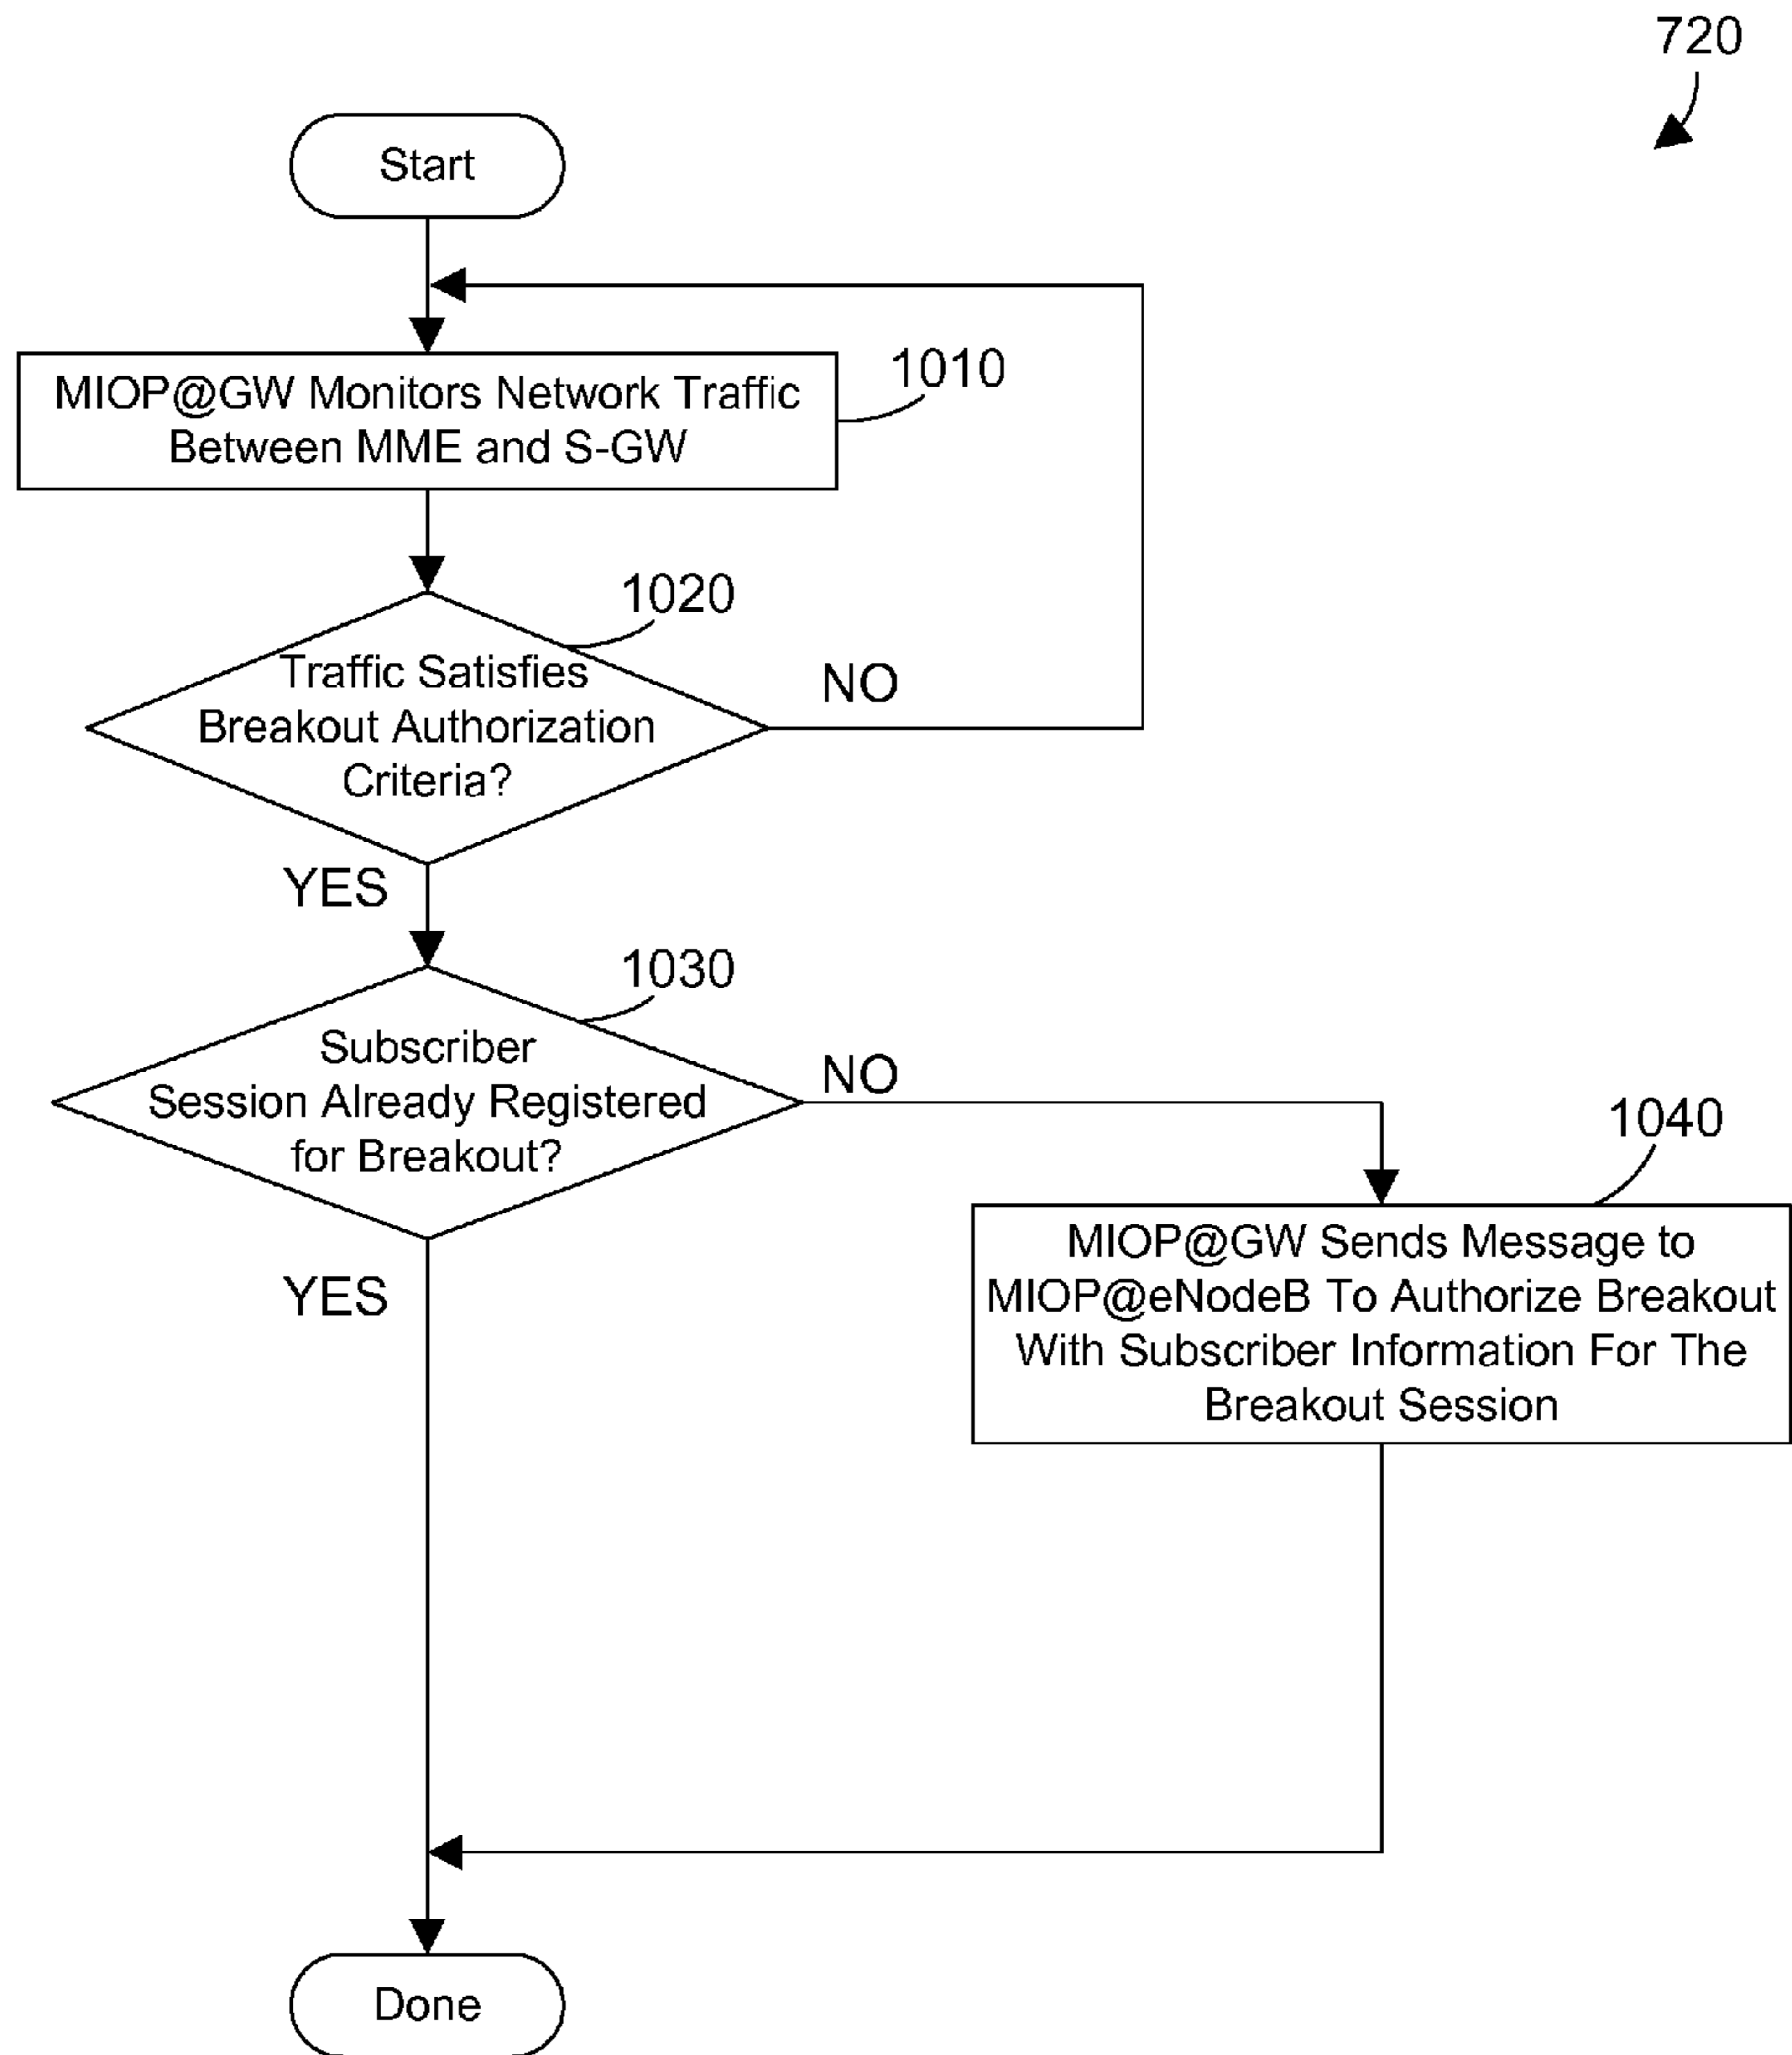 720
Start
MIOP@GW Monitors Network Traffic
Between MME and S-GW
1010
1020
Traffic Satisfies
Breakout Authorization
Criteria?
NO
YES
1030
Subscriber
Session Already Registered
for Breakout?
NO
YES
1040
MIOP@GW Sends Message to
MIOP@eNodeB To Authorize Breakout
With Subscriber Information For The
Breakout Session
Done